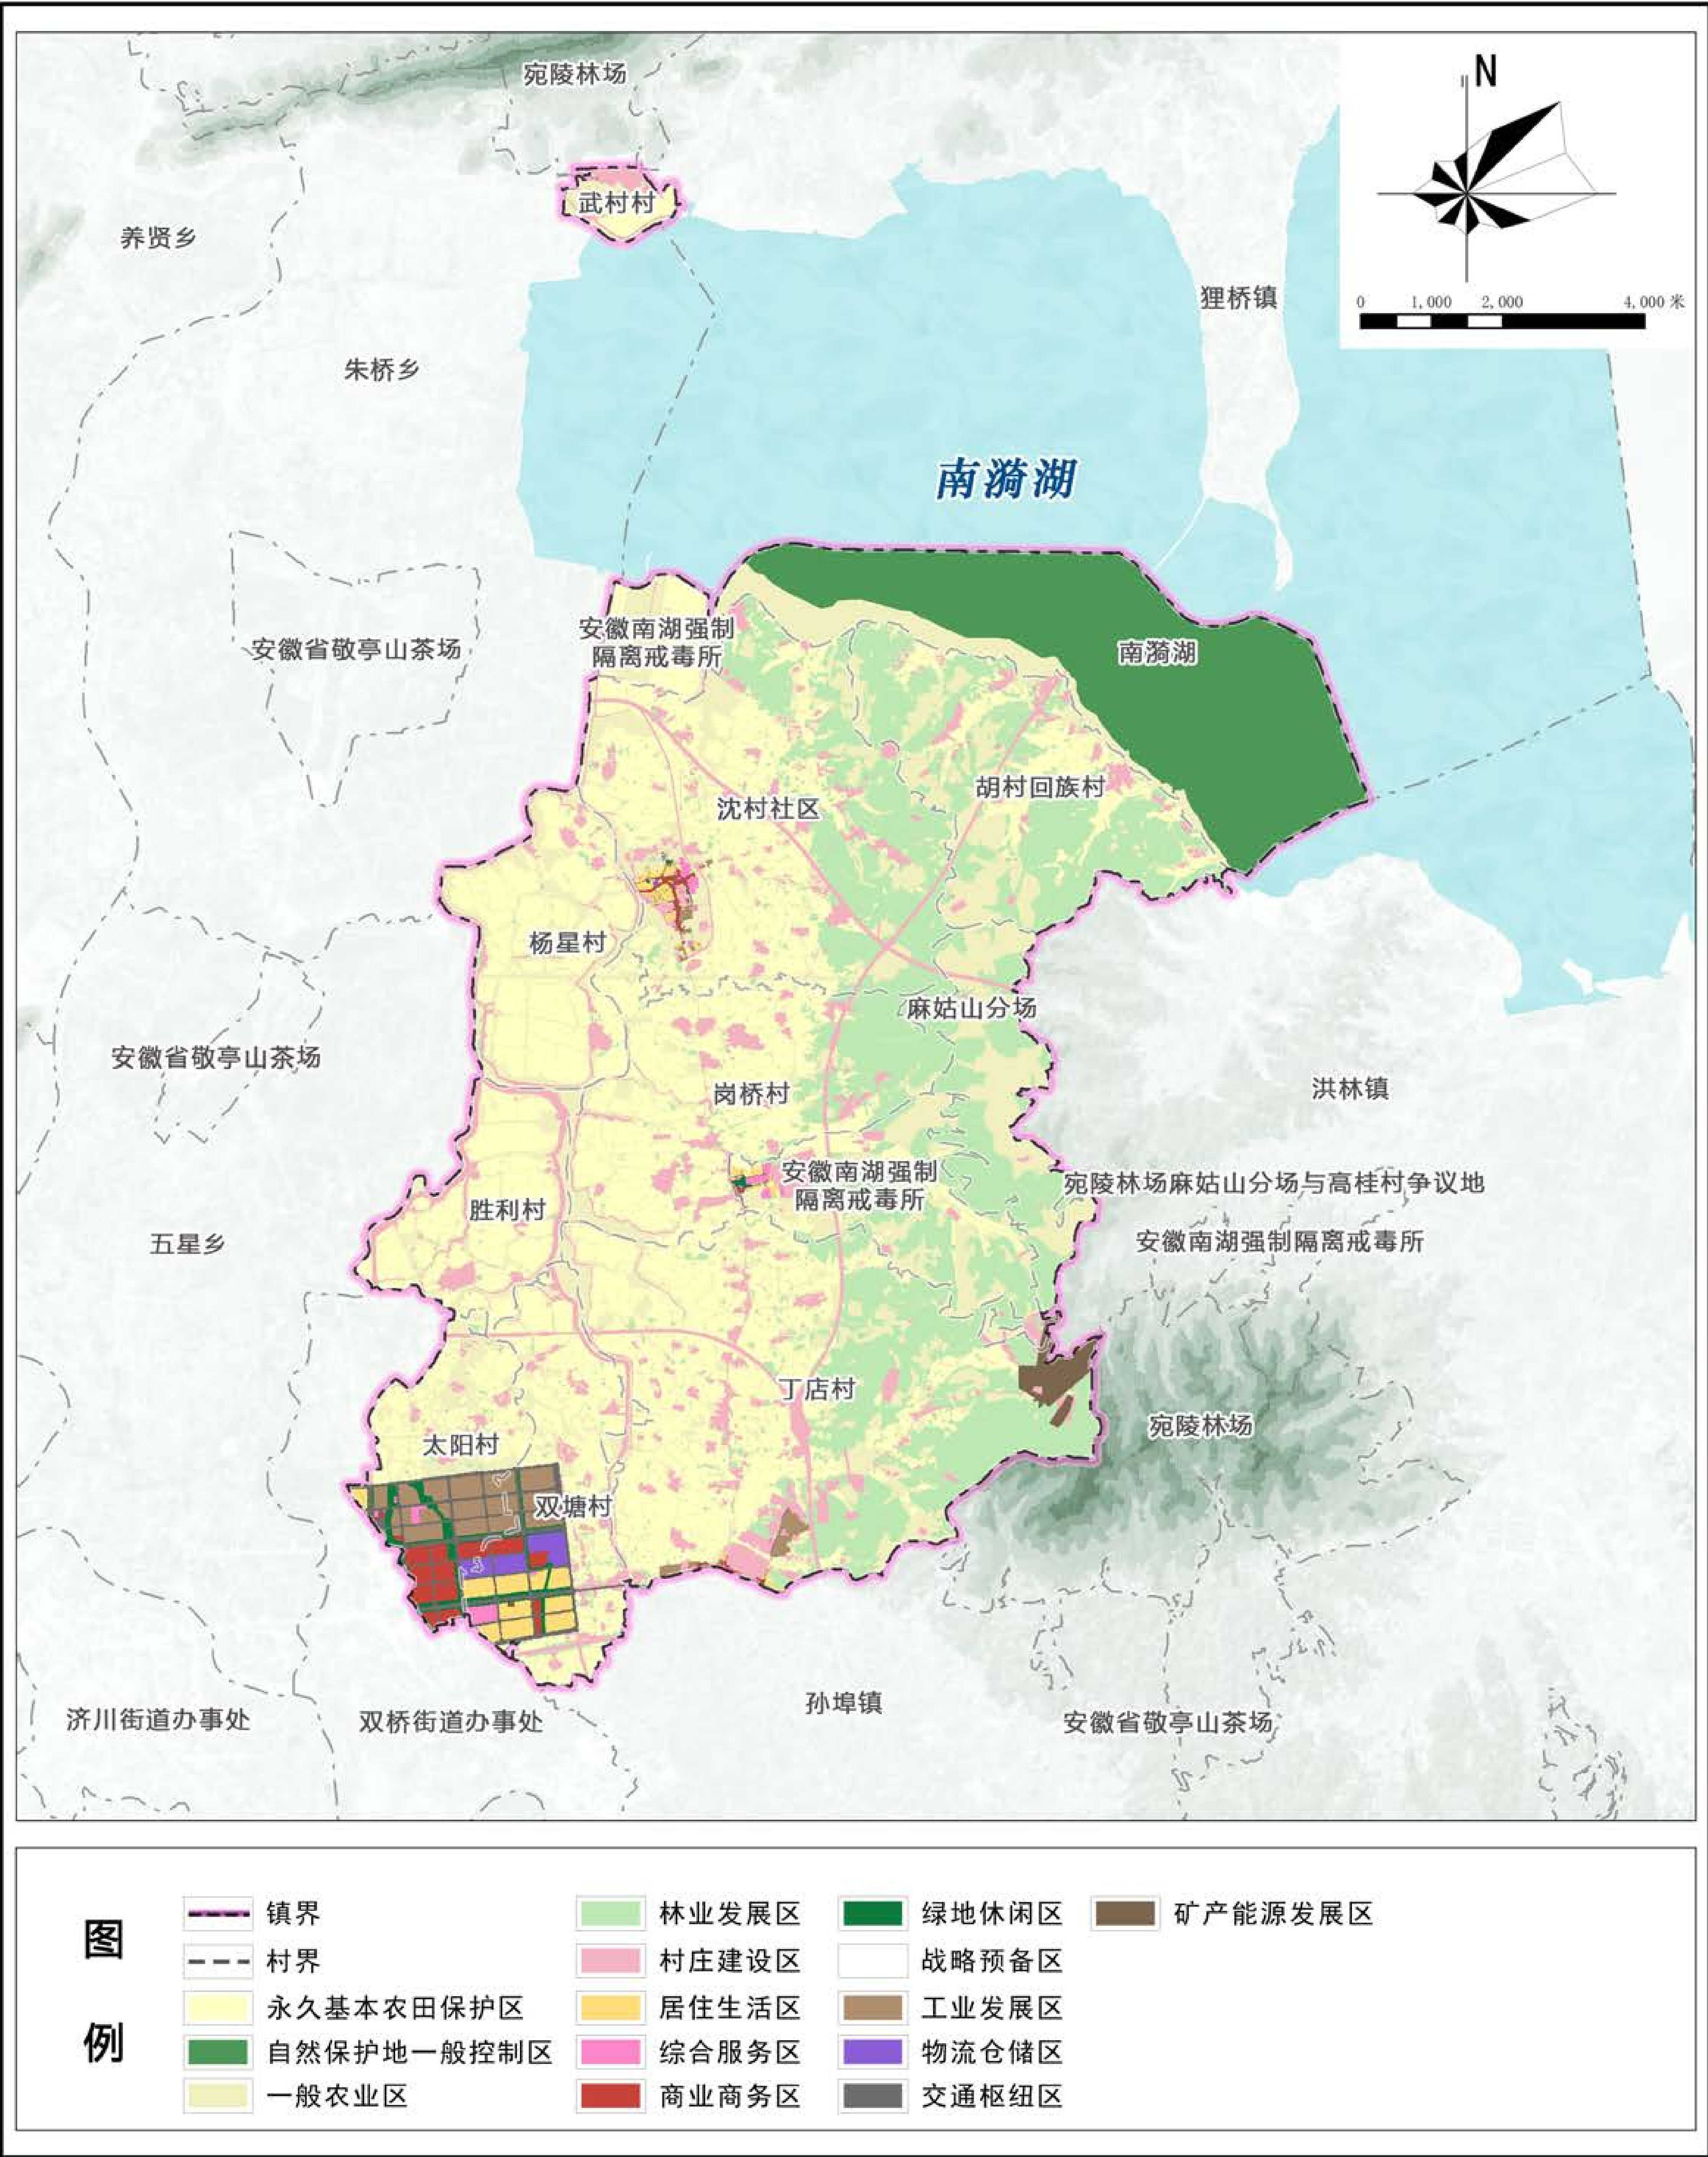 宛陵林场
N
武村村
养贤乡
狸桥镇
0 1,000 2,000 4,000 米
朱桥乡
南漪湖
安徽南湖强制
隔离戒毒所
安徽省敬亭山茶场
南漪湖
胡村回族村
沈村社区
杨星村
麻姑山分场
安徽省敬亭山茶场
岗桥村
洪林镇
安徽南湖强制
隔离戒毒所
宛陵林场麻姑山分场与高桂村争议地
胜利村
五星乡
安徽南湖强制隔离戒毒所
丁店村
宛陵林场
太阳村
双塘村
孙埠镇
济川街道办事处
双桥街道办事处
安徽省敬亭山茶场
图
例
镇界
村界
永久基本农田保护区
自然保护地一般控制区
一般农业区
林业发展区
村庄建设区
居住生活区
综合服务区
商业商务区
绿地休闲区
战略预备区
工业发展区
物流仓储区
交通枢纽区
矿产能源发展区